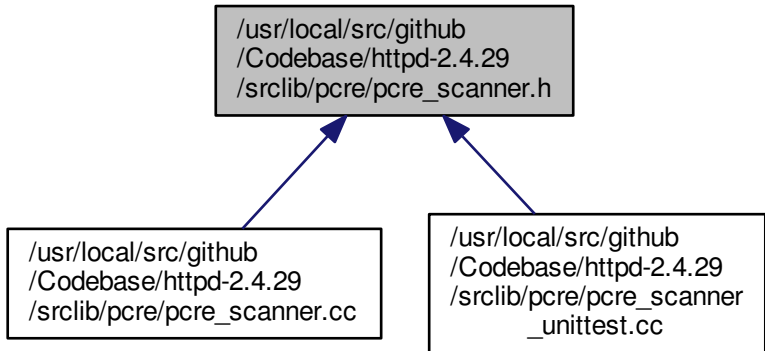 /usr/local/src/github
/Codebase/httpd-2.4.29
/srclib/pcre/pcre_scanner.h
/usr/local/src/github
/Codebase/httpd-2.4.29
/srclib/pcre/pcre_scanner.cc
/usr/local/src/github
/Codebase/httpd-2.4.29
/srclib/pcre/pcre_scanner
_unittest.cc